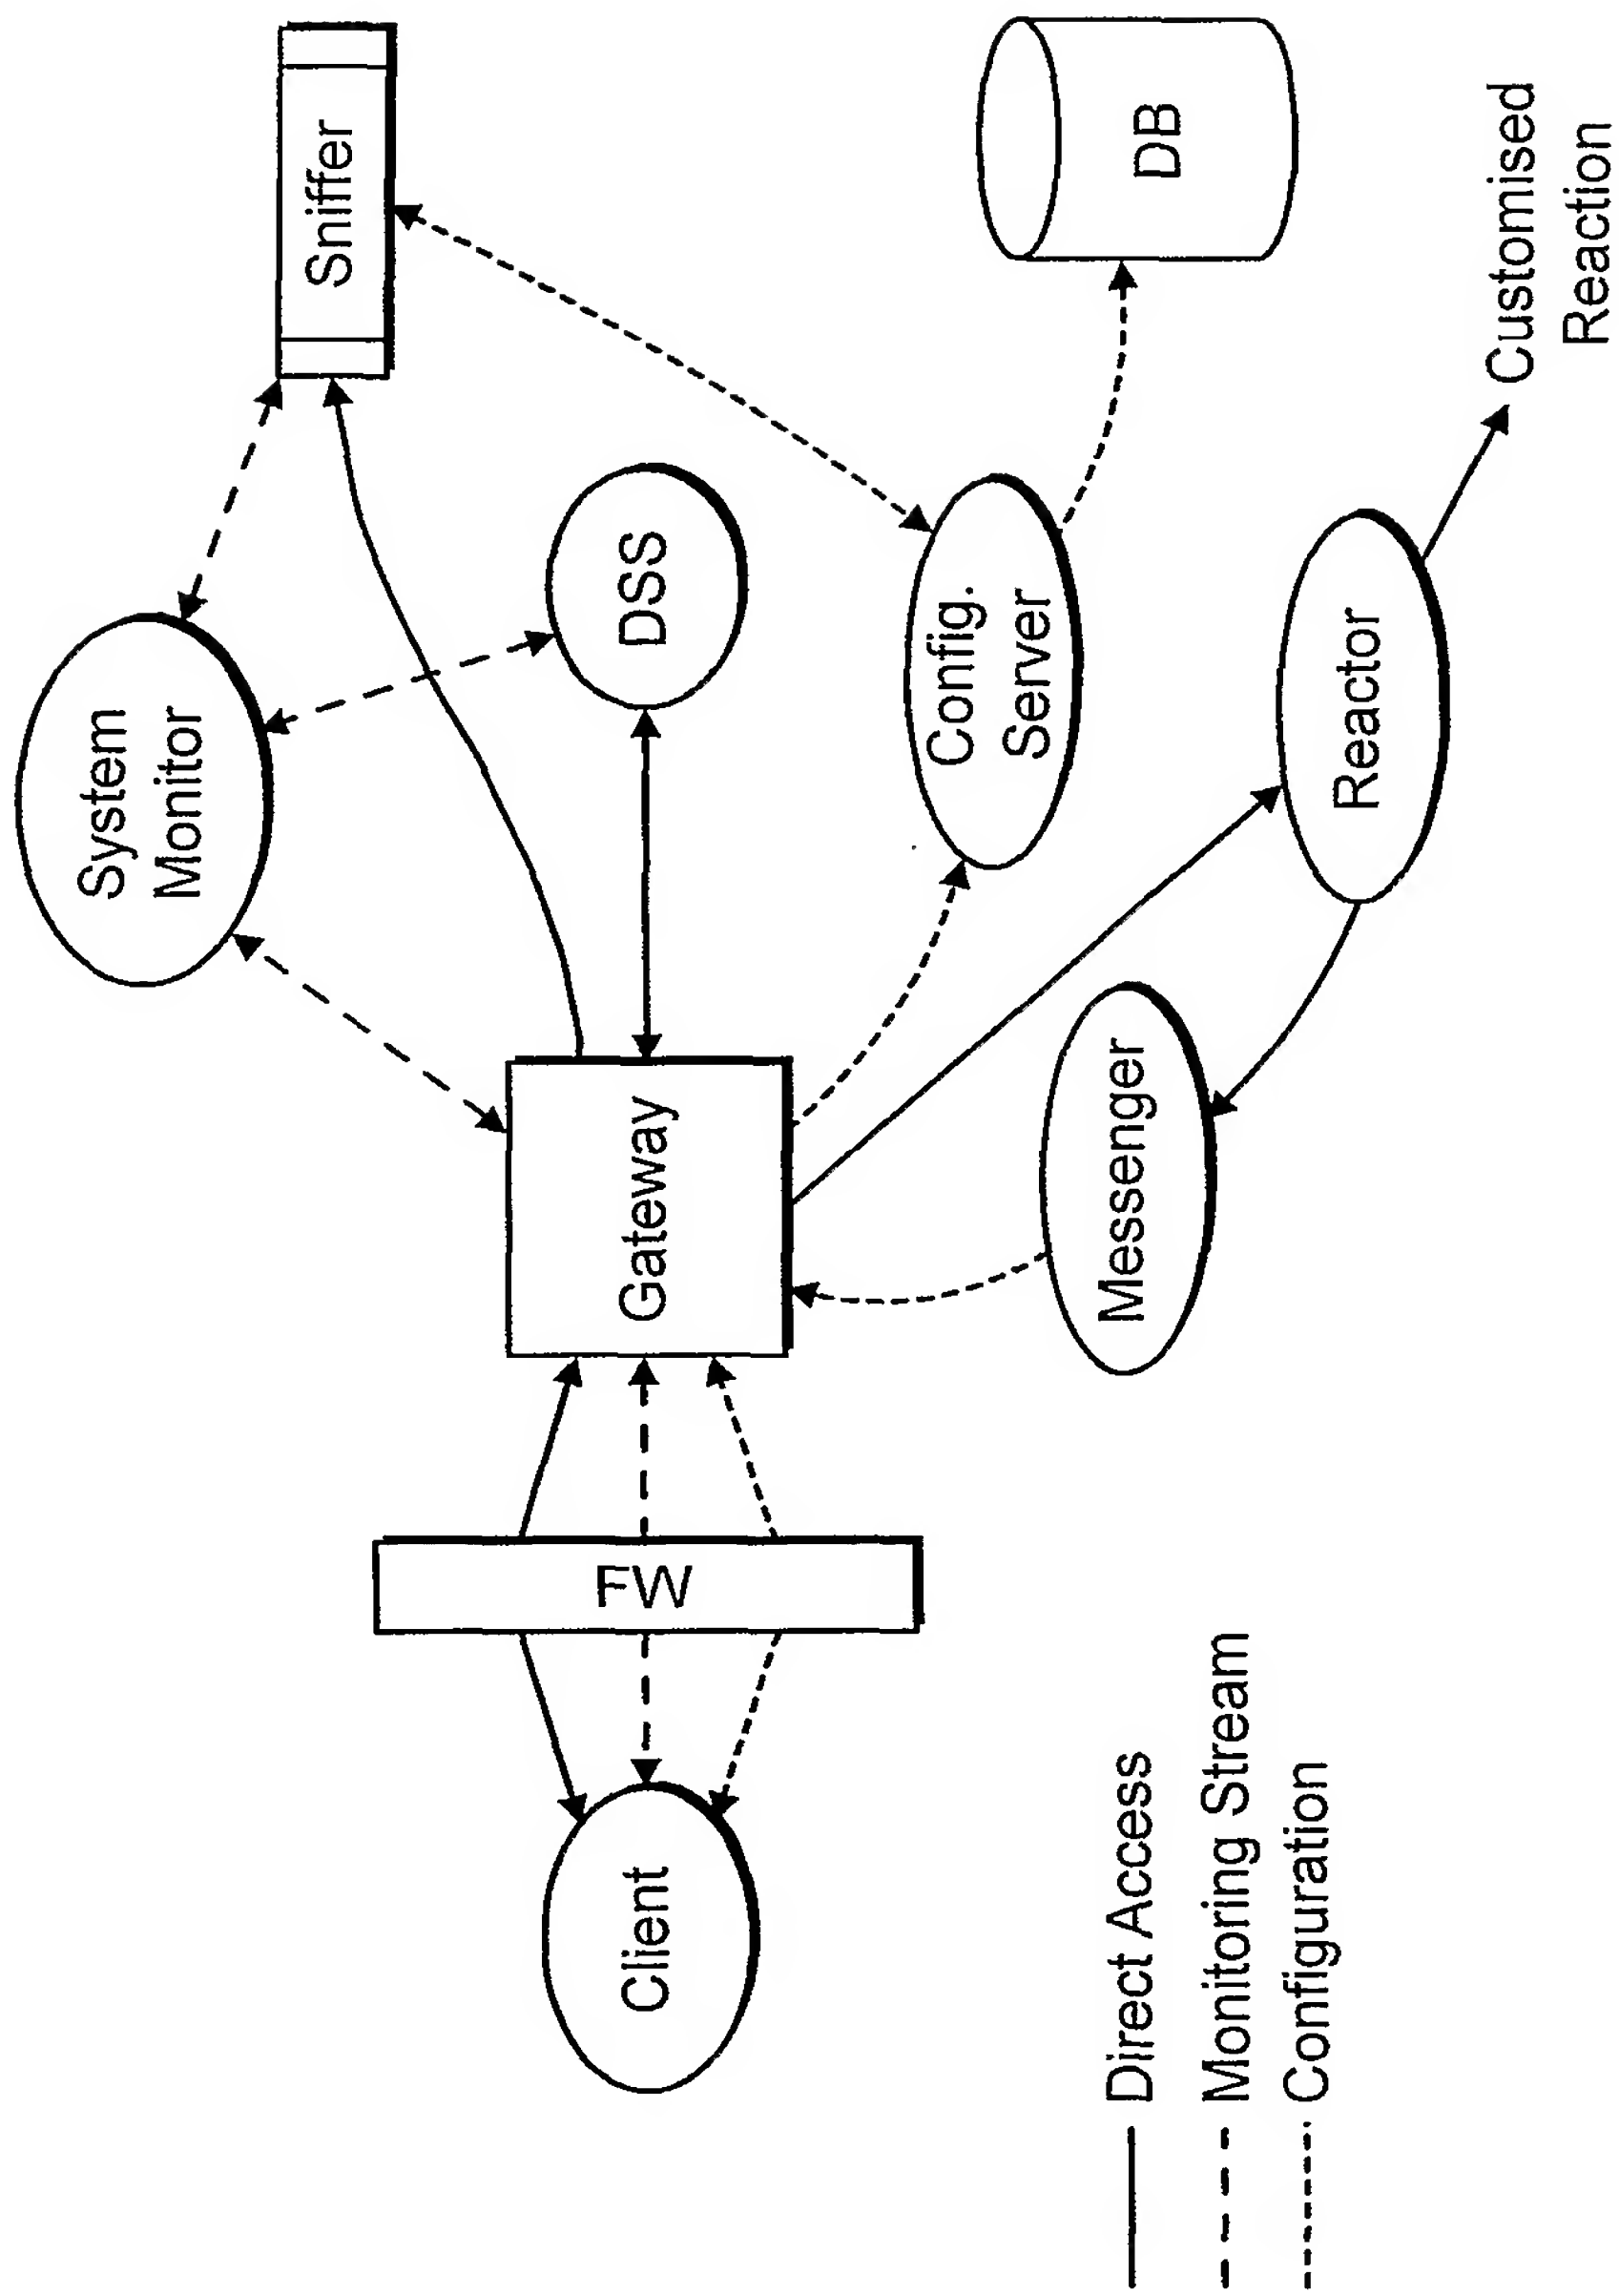 System
Monitor
Sniffer
DSS
Client
FW
Gateway
Config.
Server
DB
Messenger
Reactor
Customised
Reaction
Direct Access
Monitoring Stream
Configuration